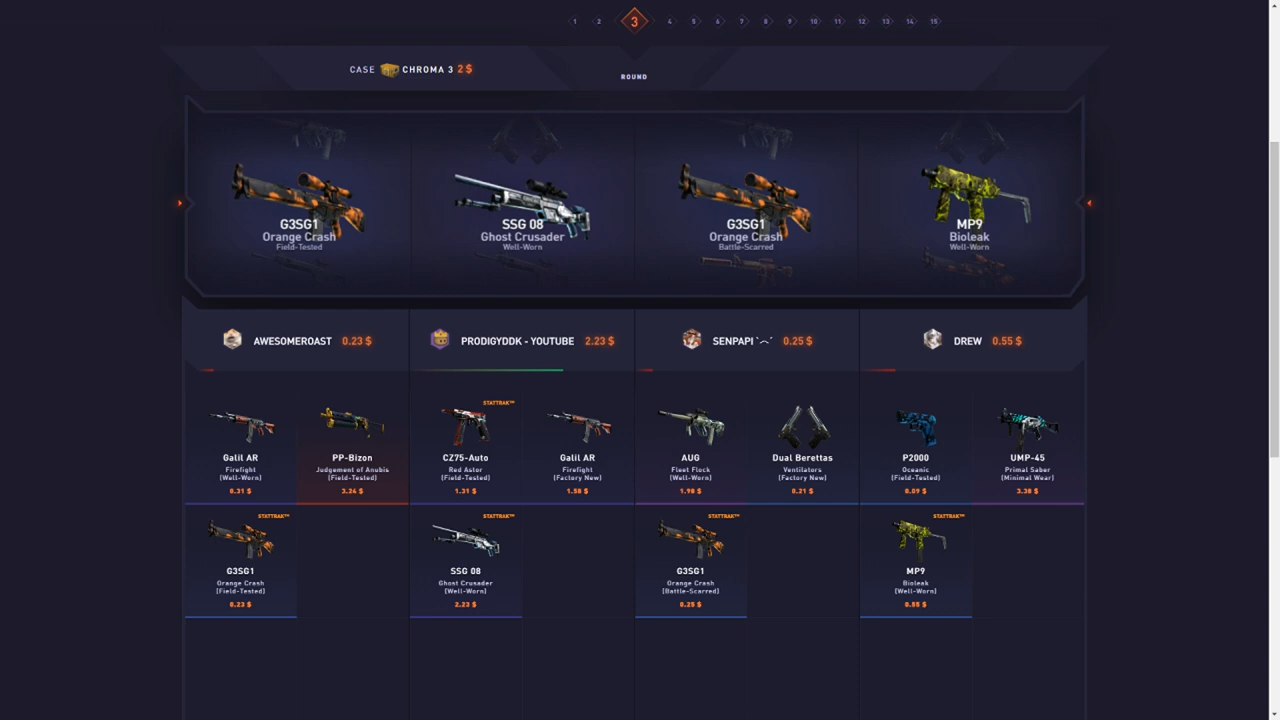 1 2 3 4 5 6 7 8 9 10 11 12 13 14 15
CASE CHROMA 3 2 $
ROUND
G3SG1
Orange Crash
Field-Tested
SSG 08
Ghost Crusader
Well-Worn
G3SG1
Orange Crash
Battle-Scarred
MP9
Bioleak
Well-Worn
AWESOMEROAST 0.23 $
PRODIGYDDK - YOUTUBE 2.23 $
SENPAPI ˋ︿ˊ 0.25 $
DREW 0.55 $
Galil AR
Firefight
(Well-Worn)
0.31 $
PP-Bizon
Judgement of Anubis
(Field-Tested)
3.24 $
STATTRAK™
CZ75-Auto
Red Astor
(Field-Tested)
1.31 $
Galil AR
Firefight
(Factory New)
1.58 $
AUG
Fleet Flock
(Well-Worn)
1.98 $
Dual Berettas
Ventilators
(Factory New)
0.21 $
P2000
Oceanic
(Field-Tested)
0.09 $
UMP-45
Primal Saber
(Minimal Wear)
3.38 $
STATTRAK™
G3SG1
Orange Crash
(Field-Tested)
0.23 $
STATTRAK™
SSG 08
Ghost Crusader
(Well-Worn)
2.23 $
STATTRAK™
G3SG1
Orange Crash
(Battle-Scarred)
0.25 $
STATTRAK™
MP9
Bioleak
(Well-Worn)
0.55 $